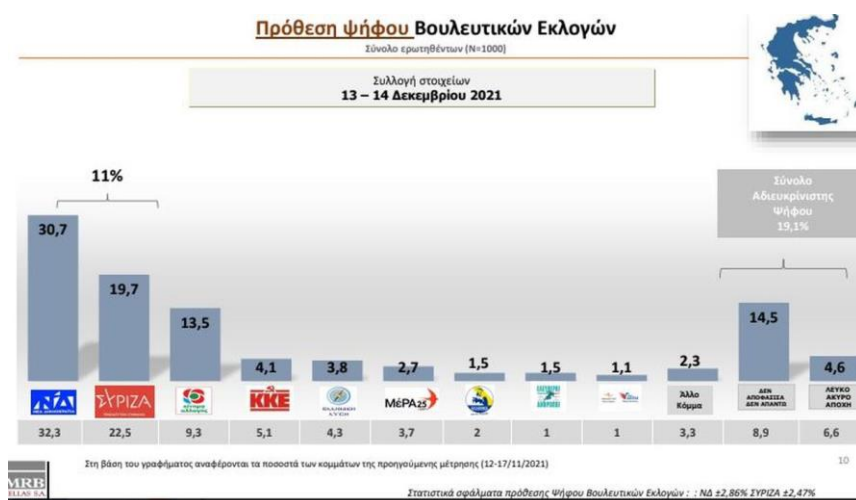 Πρόθεση ψήφου Βουλευτικών Εκλογών
Σύνολο ερωτηθέντων (N=1000)
Συλλογή στοιχείων
13 – 14 Δεκεμβρίου 2021
11%
Σύνολο
Αδιευκρίνιστης
Ψήφου
19,1%
30,7
19,7
13,5
4,1
3,8
2,7
1,5
1,5
1,1
2,3
14,5
4,6
ΝΔ
ΣΥΡΙΖΑ
ΚΚΕ
ΕΛΛΗΝΙΚΗ
ΛΥΣΗ
ΜέΡΑ25
Άλλο
Κόμμα
ΔΕΝ
ΑΠΟΦΑΣΙΣΑ
ΔΕΝ ΑΠΑΝΤΩ
ΛΕΥΚΟ
ΑΚΥΡΟ
ΑΠΟΧΗ
32,3
22,5
9,3
5,1
4,3
3,7
2
1
1
3,3
8,9
6,6
Στη βάση του γραφήματος αναφέρονται τα ποσοστά των κομμάτων της προηγούμενης μέτρησης (12-17/11/2021)
10
MRB
HELLAS S.A.
Στατιστικά σφάλματα πρόθεσης Ψήφου Βουλευτικών Εκλογών : : ΝΔ ±2,86% ΣΥΡΙΖΑ ±2,47%